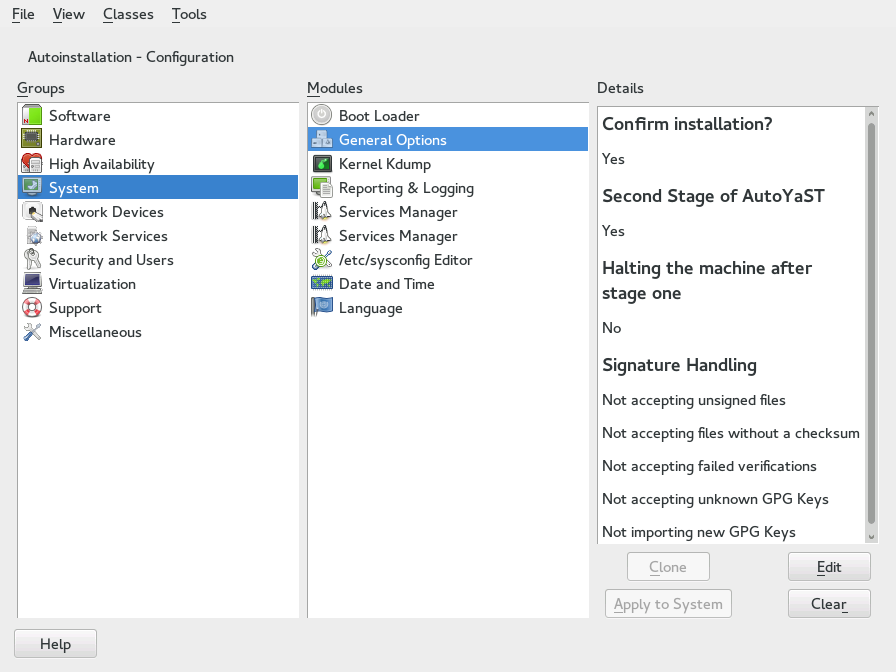 File View Classes Tools
Autoinstallation - Configuration
Groups
Software
Hardware
High Availability
System
Network Devices
Network Services
Security and Users
Virtualization
Support
Miscellaneous
Modules
Boot Loader
General Options
Kernel Kdump
Reporting & Logging
Services Manager
Services Manager
/etc/sysconfig Editor
Date and Time
Language
Details
Confirm installation?
Yes
Second Stage of AutoYaST
Yes
Halting the machine after
stage one
No
Signature Handling
Not accepting unsigned files
Not accepting files without a checksum
Not accepting failed verifications
Not accepting unknown GPG Keys
Not importing new GPG Keys
Clone Edit
Apply to System Clear
Help